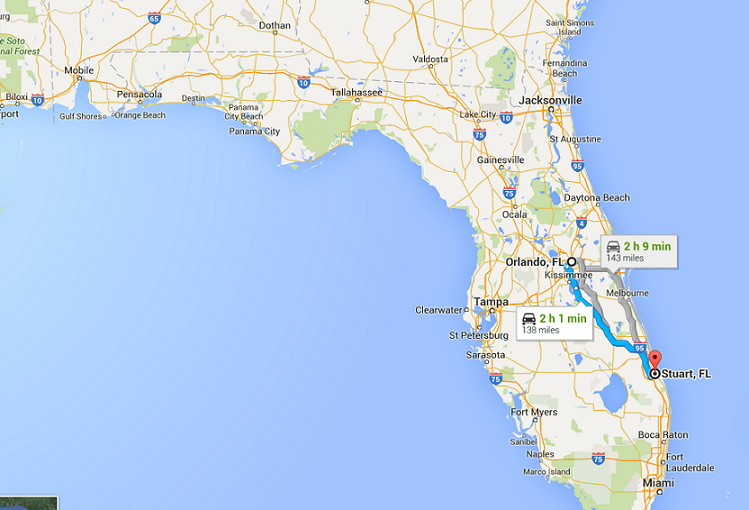 65
Dothan
Saint Simons
Island
Soto
nal Forest
Valdosta
Fernandina
Beach
Mobile
10
Tallahassee
Biloxi
10
Pensacola
Destin
Panama
City Beach
Jacksonville
port
Gulf Shores
Orange Beach
Lake City
10
Panama City
75
St Augustine
Gainesville
95
75
Daytona Beach
Ocala
4
2 h 9 min
143 miles
Orlando, FL
Kissimmee
Melbourne
Tampa
Clearwater
2 h 1 min
138 miles
St Petersburg
95
Sarasota
Stuart, FL
75
Fort Myers
Sanibel
Boca Raton
Naples
75
Fort
Lauderdale
Marco Island
Miami